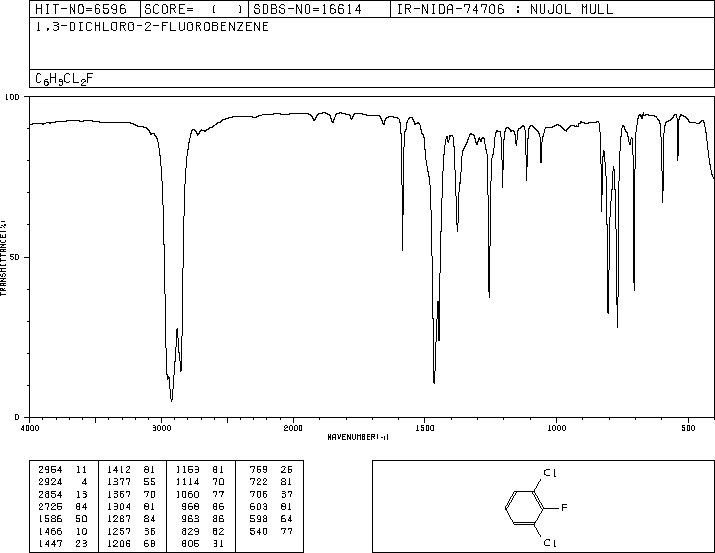 HIT-NO=6596 SCORE= ( ) SDBS-NO=16614 IR-NIDA-74706 : NUJOL MULL
1,3-DICHLORO-2-FLUOROBENZENE
C6H3CL2F
100
50
0
TRANSMITTANCE(%)
4000 3000 2000 1500 1000 500
WAVENUMBER(-1)
2964 11 1412 81 1153 81 769 26
2924 4 1377 55 1114 70 722 81
2854 13 1367 70 1060 77 706 37
2725 84 1304 81 968 86 603 81
1586 50 1287 84 963 86 598 64
1466 10 1257 36 829 62 540 77
1447 23 1206 68 805 31
Cl
F
Cl